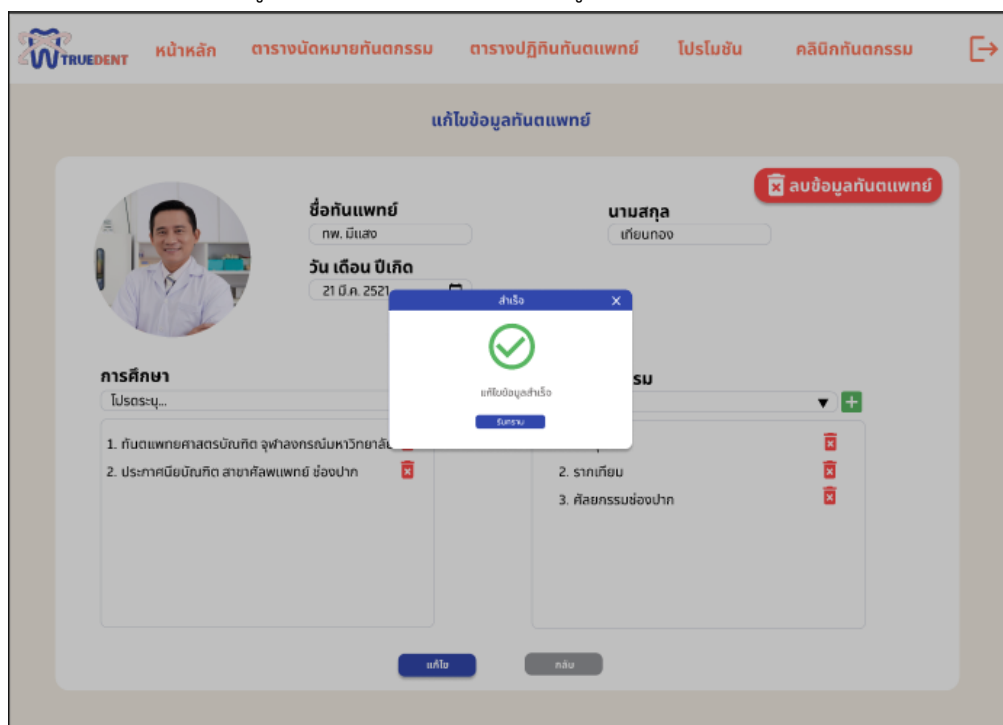 TRUEDENT
หน้าหลัก ตารางนัดหมายทันตกรรม ตารางปฏิทินทันตแพทย์ โปรโมชัน คลินิกทันตกรรม
แก้ไขข้อมูลทันตแพทย์
ลบข้อมูลทันตแพทย์
ชื่อทันแพทย์ นามสกุล
ทพ. มีแสง เทียนทอง
วัน เดือน ปีเกิด
21 มี.ค. 2521
สำเร็จ X
แก้ไขข้อมูลสำเร็จ
รับทราบ
การศึกษา รม
โปรดระบุ...
1. ทันตแพทยศาสตรบัณฑิต จุฬาลงกรณ์มหาวิทยาลัย
2. ประกาศนียบัณฑิต สาขาศัลพแพทย์ ช่องปาก 2. รากเทียม
3. ศัลยกรรมช่องปาก
แก้ไข กลับ